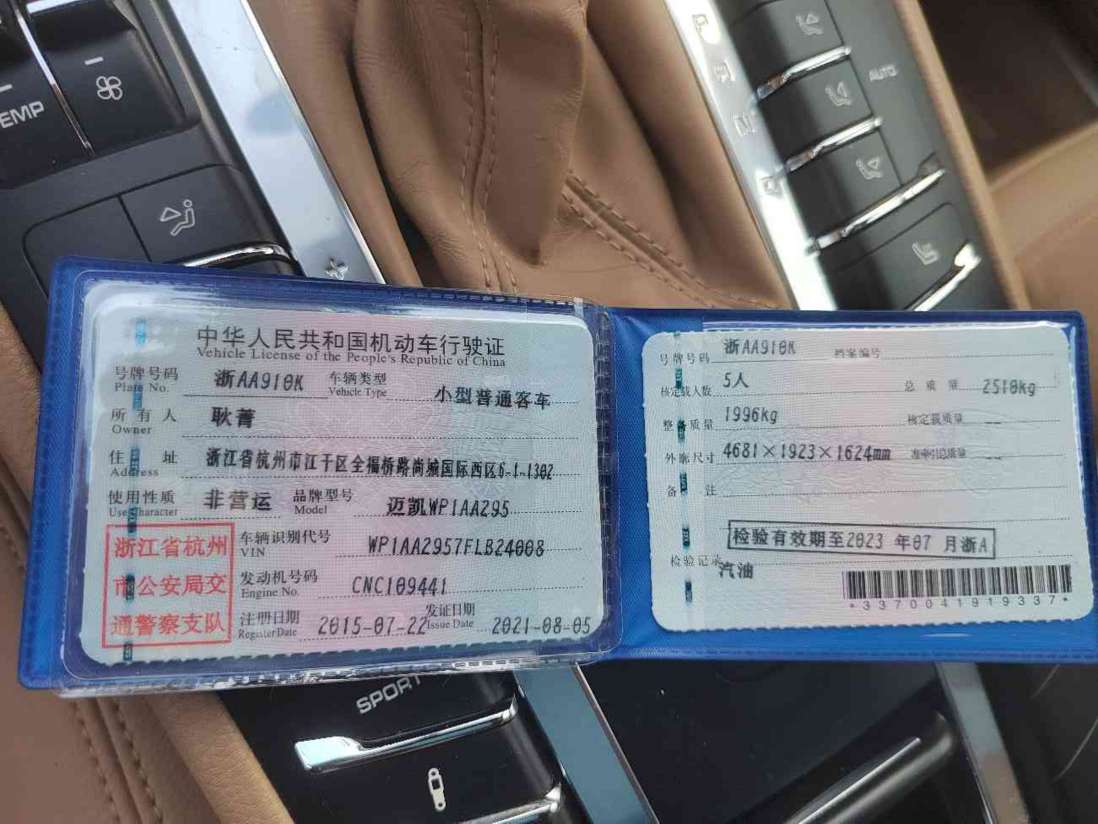 TEMP
AUTO
中华人民共和国机动车行驶证
Vehicle License of the People's Republic of China
号牌号码 浙AA910K 车辆类型 小型普通客车
Plate No. Vehicle Type
所有人 耿菁
Owner
住址 浙江省杭州市江干区全福桥路尚城国际西区6-1-1302
Address
使用性质 非营运 品牌型号 迈凯WP1AA295
Use Character Model
浙江省杭州
市公安局交
通警察支队
车辆识别代号 WP1AA2957FLB24008
VIN
发动机号码 CNC109441
Engine No.
注册日期 2015-07-22 发证日期 2021-08-05
Register Date Issue Date
号牌号码 浙AA910K 档案编号
核定载人数 5人 总质量 2510kg
整备质量 1996kg 核定载质量
外廓尺寸 4681×1923×1624mm 准牵引总质量
备注
检验有效期至2023年07月浙A
检验记录
汽油
*3370041919337*
SPORT